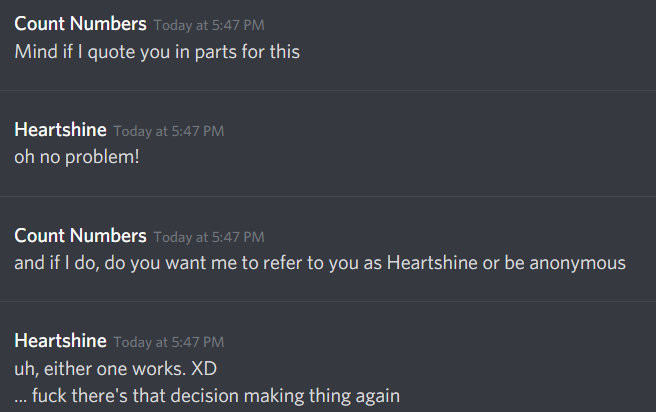 Count Numbers Today at 5:47 PM
Mind if I quote you in parts for this
Heartshine Today at 5:47 PM
oh no problem!
Count Numbers Today at 5:47 PM
and if I do, do you want me to refer to you as Heartshine or be anonymous
Heartshine Today at 5:47 PM
uh, either one works. XD
... fuck there's that decision making thing again